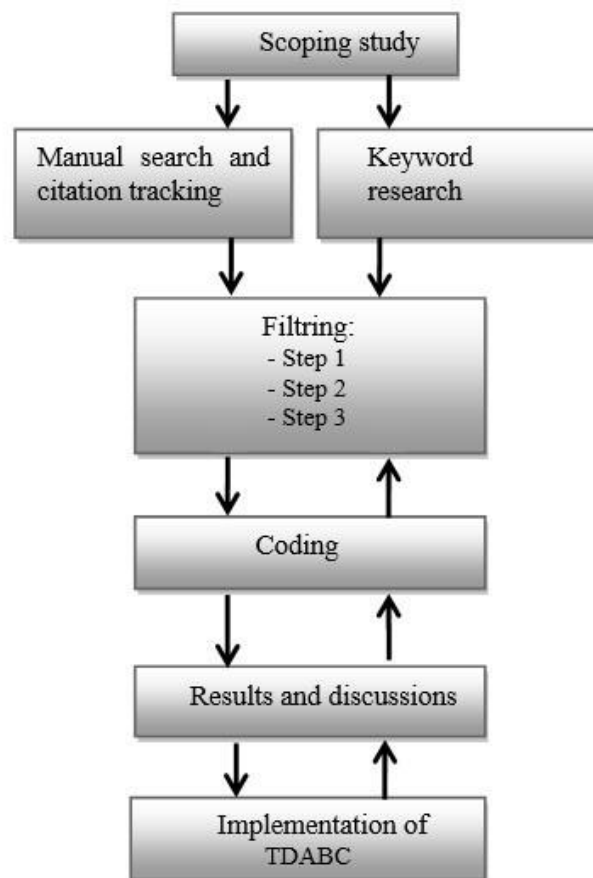 Scoping study
Manual search and
citation tracking
Keyword
research
Filtring:
- Step 1
- Step 2
- Step 3
Coding
Results and discussions
Implementation of
TDABC